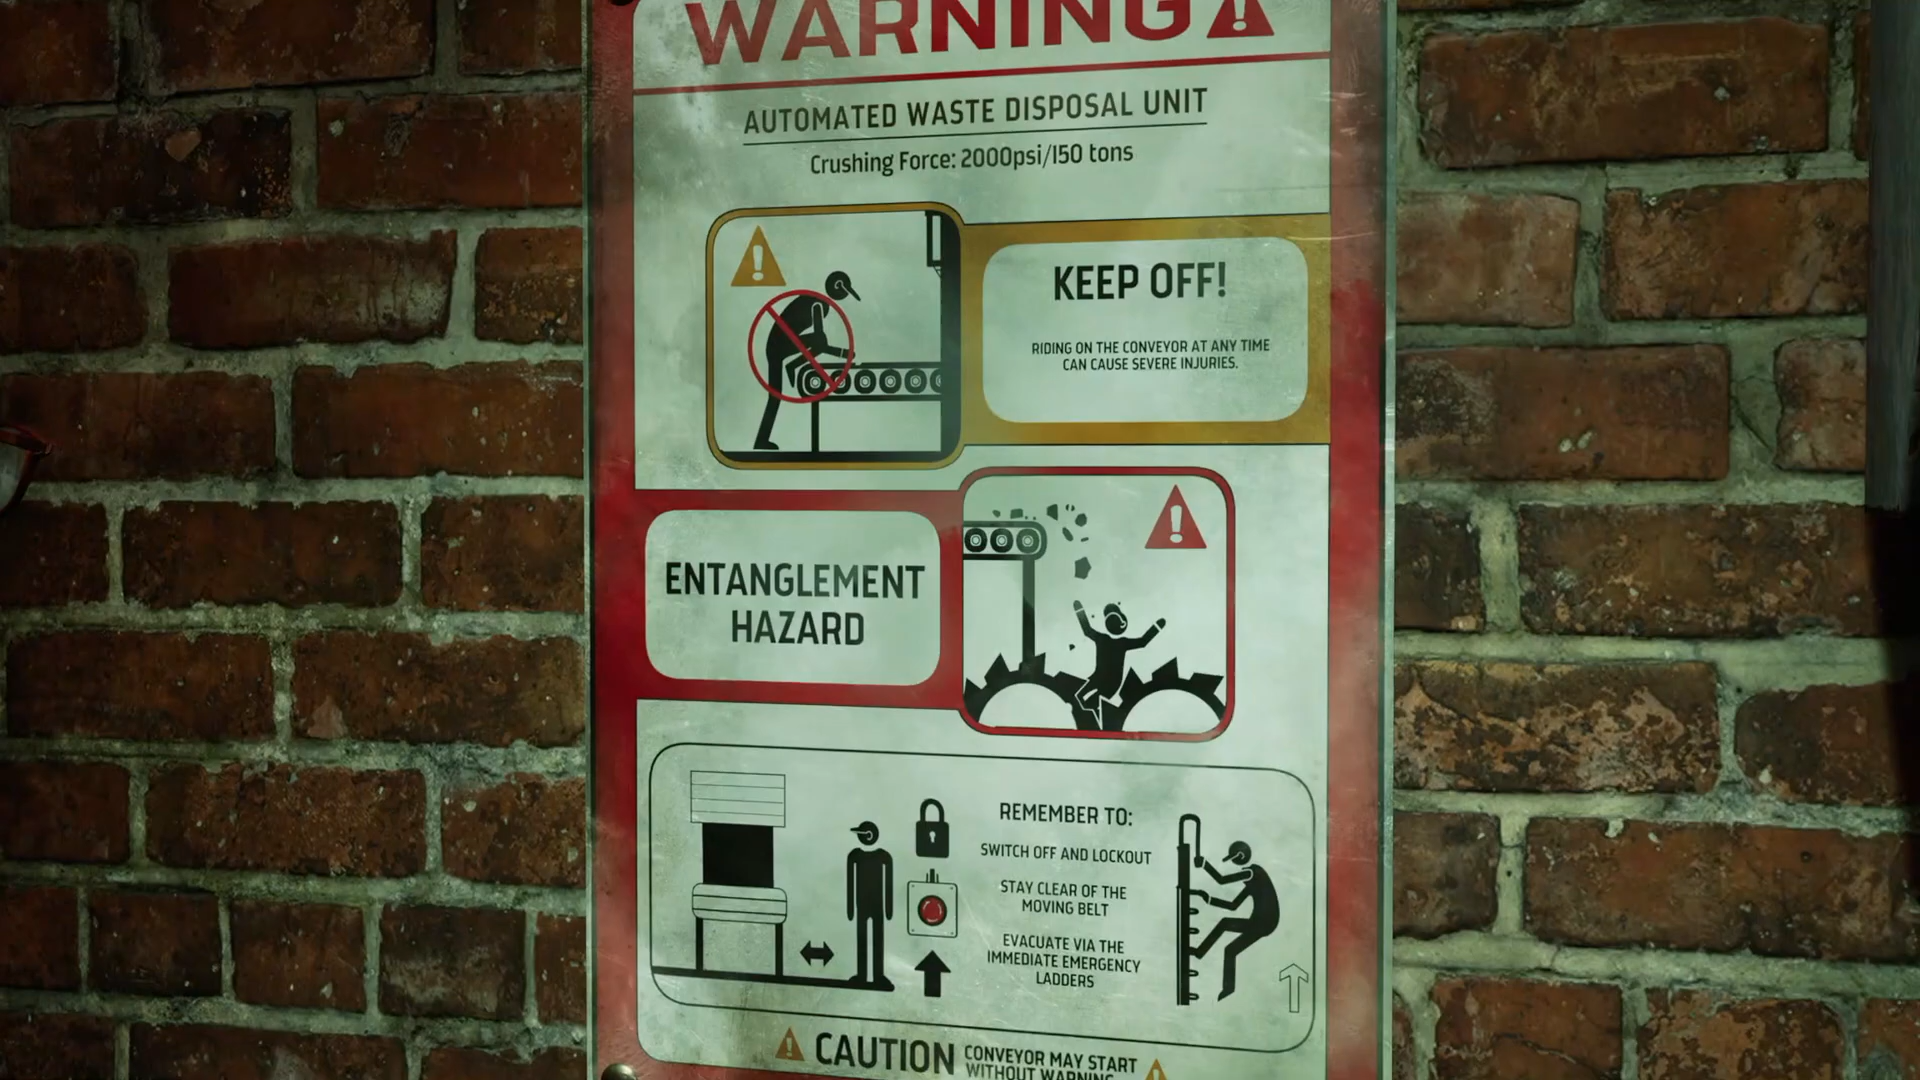 WARNING
AUTOMATED WASTE DISPOSAL UNIT
Crushing Force: 2000psi/150 tons
KEEP OFF!
RIDING ON THE CONVEYOR AT ANY TIME
CAN CAUSE SEVERE INJURIES.
ENTANGLEMENT
HAZARD
REMEMBER TO:
SWITCH OFF AND LOCKOUT
STAY CLEAR OF THE
MOVING BELT
EVACUATE VIA THE
IMMEDIATE EMERGENCY
LADDERS
CAUTION
CONVEYOR MAY START
WITHOUT WARNING